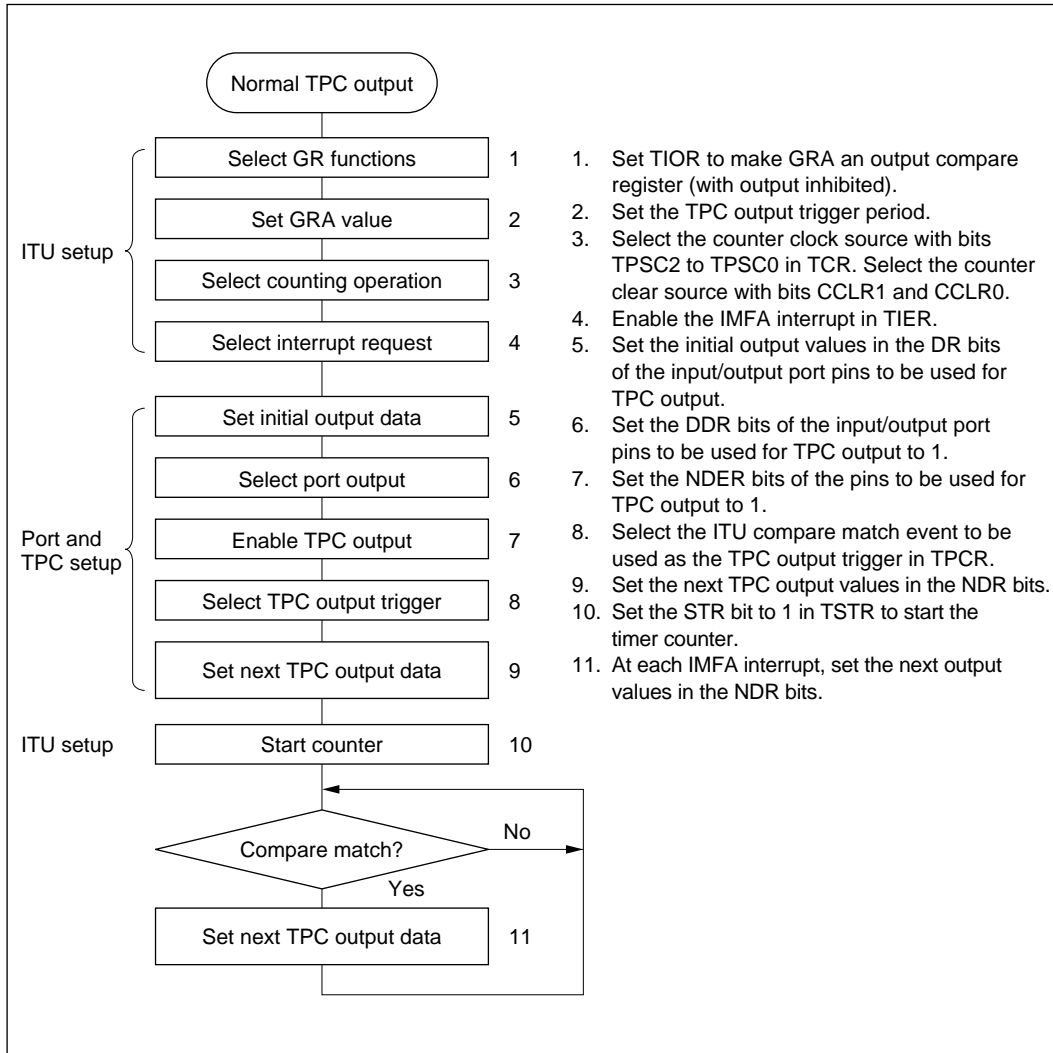 Normal TPC output
Select GR functions
1
Set GRA value
2
ITU setup
Select counting operation
3
Select interrupt request
4
Set initial output data
5
Select port output
6
Port and
TPC setup
Enable TPC output
7
Select TPC output trigger
8
Set next TPC output data
9
ITU setup
Start counter
10
Compare match?
No
Yes
Set next TPC output data
11
1. Set TIOR to make GRA an output compare
register (with output inhibited).
2. Set the TPC output trigger period.
3. Select the counter clock source with bits
TPSC2 to TPSC0 in TCR. Select the counter
clear source with bits CCLR1 and CCLR0.
4. Enable the IMFA interrupt in TIER.
5. Set the initial output values in the DR bits
of the input/output port pins to be used for
TPC output.
6. Set the DDR bits of the input/output port
pins to be used for TPC output to 1.
7. Set the NDER bits of the pins to be used for
TPC output to 1.
8. Select the ITU compare match event to be
used as the TPC output trigger in TPCR.
9. Set the next TPC output values in the NDR bits.
10. Set the STR bit to 1 in TSTR to start the
timer counter.
11. At each IMFA interrupt, set the next output
values in the NDR bits.